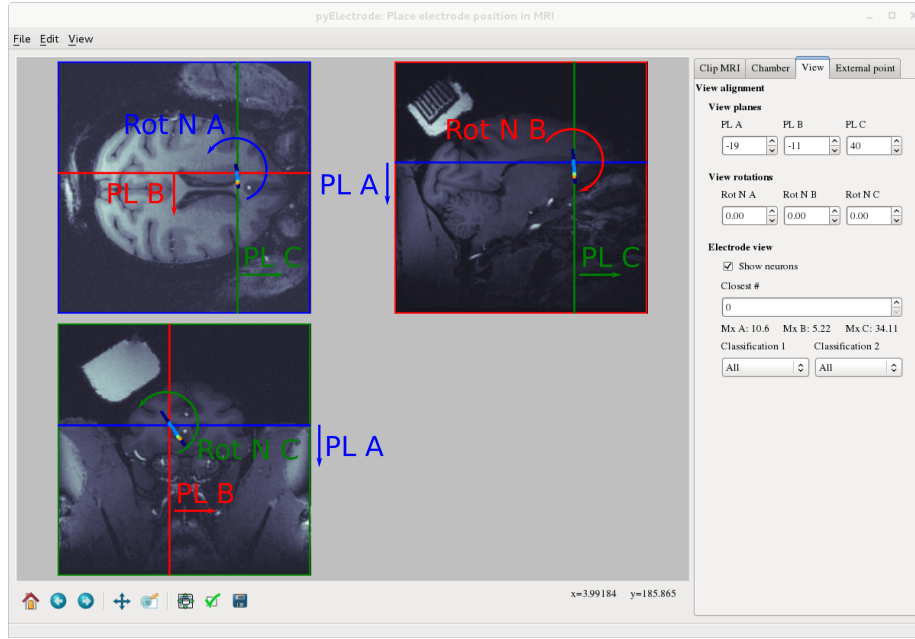 pyElectrode: Place electrode position in MRI
File Edit View
Clip MRI Chamber View External point
View alignment
View planes
PL A PL B PL C
-19 -11 40
View rotations
Rot N A Rot N B Rot N C
0.00 0.00 0.00
Electrode view
Show neurons
Closest #
0
Mx A: 10.6 Mx B: 5.22 Mx C: 34.11
Classification 1 Classification 2
All All
Rot N A
PL B
PL C
Rot N B
PL A
PL C
Rot N C
PL A
PL B
x=3.99184 y=185.865